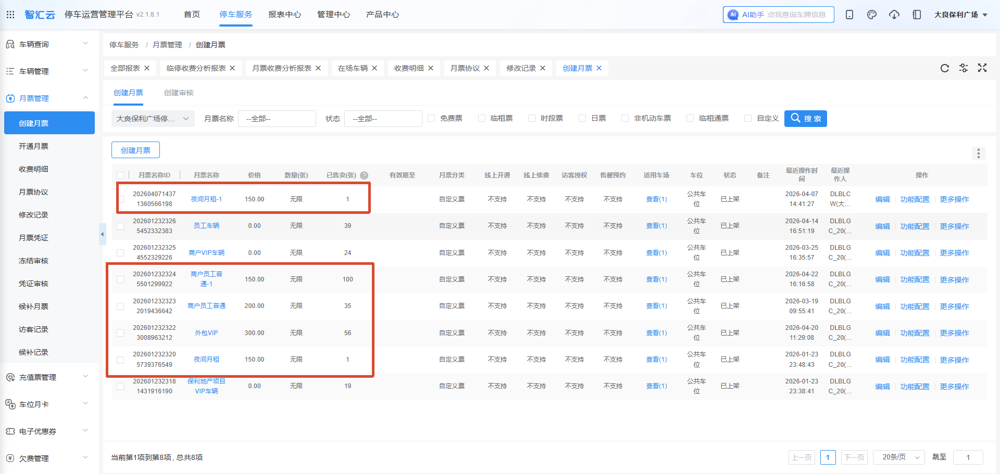 智汇云 停车运营管理平台 v2.1.8.1 首页 停车服务 报表中心 管理中心 产品中心 AI AI助手 点我查询车牌信息 大良保利广场
车辆查询
车辆管理
月票管理
创建月票
开通月票
收费明细
月票协议
修改记录
月票凭证
冻结审核
凭证审核
候补月票
访客记录
候补记录
充值票管理
车位月卡
电子优惠券
欠费管理
停车服务 / 月票管理 / 创建月票
全部报表 临停收费分析报表 月票收费分析报表 在场车辆 收费明细 月票协议 修改记录 创建月票
创建月票 创建审核
大良保利广场停... 月票名称 --全部-- 状态 --全部-- 免费票 临租票 时段票 日票 非机动车票 临租通票 自定义 搜 索
创建月票
月票名称ID 月票名称 价格 数量(张) 已售卖(张) ? 有效期至 月票分类 线上开通 线上续费 访客授权 售罄预约 适用车场 车位 状态 备注 最近操作时间 最近操作人 操作
2026040714371360566198 夜间月租-1 150.00 无限 1 自定义票 不支持 不支持 不支持 不支持 查看(1) 公共车位 已上架 2026-04-07 14:41:27 DLBLCW(大... 编辑 功能配置 更多操作
2026012323265452332383 员工车辆 0.00 无限 39 自定义票 不支持 不支持 不支持 不支持 查看(1) 公共车位 已上架 2026-04-14 16:51:19 DLBLGC_20(... 编辑 功能配置 更多操作
2026012323254552329226 商户VIP车辆 0.00 无限 24 自定义票 不支持 不支持 不支持 不支持 查看(1) 公共车位 已上架 2026-03-25 16:35:57 DLBLGC_20(... 编辑 功能配置 更多操作
2026012323245501299922 商户员工普通-1 150.00 无限 100 自定义票 不支持 不支持 不支持 不支持 查看(1) 公共车位 已上架 2026-04-22 16:16:58 DLBLGC_20(... 编辑 功能配置 更多操作
2026012323232019436642 商户员工普通 200.00 无限 35 自定义票 不支持 不支持 不支持 不支持 查看(1) 公共车位 已上架 2026-03-19 09:55:41 DLBLGC_20(... 编辑 功能配置 更多操作
2026012323223008963212 外包VIP 300.00 无限 56 自定义票 不支持 不支持 不支持 不支持 查看(1) 公共车位 已上架 2026-04-20 11:29:08 DLBLGC_20(... 编辑 功能配置 更多操作
2026012323205739376549 夜间月租 150.00 无限 1 自定义票 不支持 不支持 不支持 不支持 查看(1) 公共车位 已上架 2026-01-23 23:48:43 DLBLGC_20(... 编辑 功能配置 更多操作
2026012323181431916190 保利地产项目VIP车辆 0.00 无限 19 自定义票 不支持 不支持 不支持 不支持 查看(1) 公共车位 已上架 2026-01-23 23:38:41 DLBLGC_20(... 编辑 功能配置 更多操作
当前第1项到第8项, 总共8项 上一页 1 下一页 20条/页 跳至 1